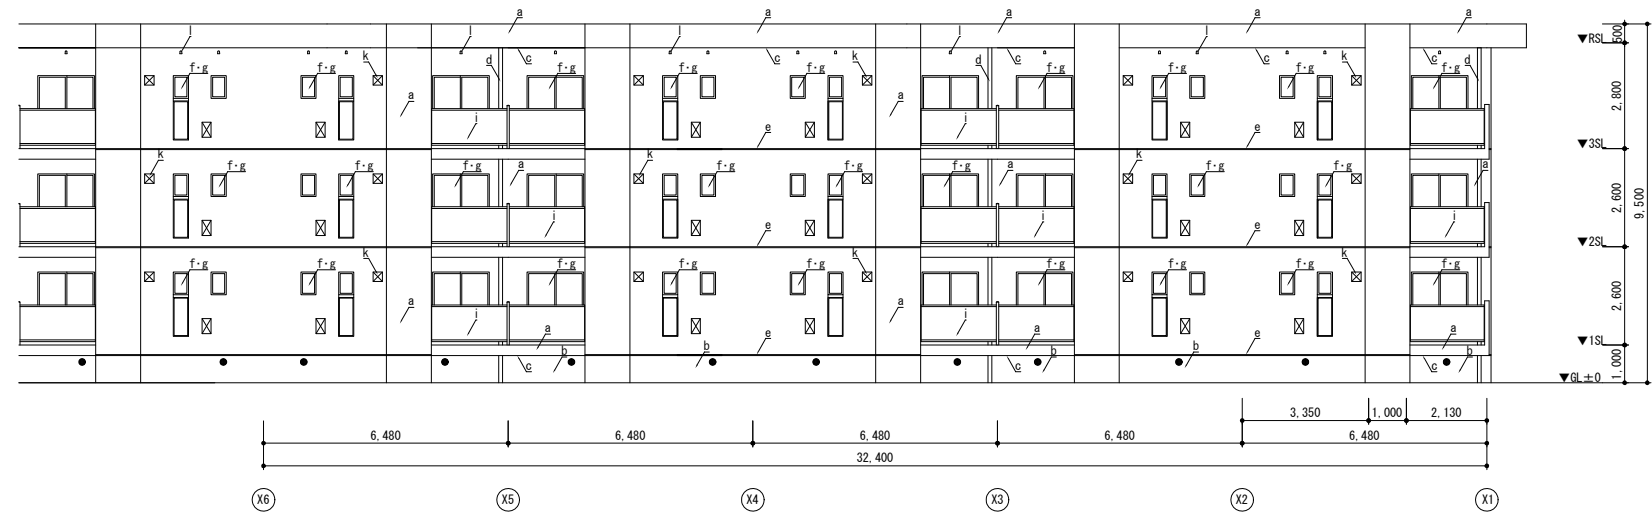 a a a a a
l l l l
▼RSL
500
c d c c d c c d
f・g f・g k f・g f・g f・g k f・g f・g f・g k f・g
a a
2,800
i e i e
▼3SL
k f・g f・g f・g a k f・g f・g f・g a k f・g f・g a
2,600
9,500
i e i e i
▼2SL
f・g f・g k f・g f・g f・g k f・g f・g f・g k f・g
a a
2,600
i a e i a e a
▼1SL
c b b c b b c b
1,000
▼GL±0
3,350 1,000 2,130
6,480 6,480 6,480 6,480 6,480
32,400
X6 X5 X4 X3 X2 X1